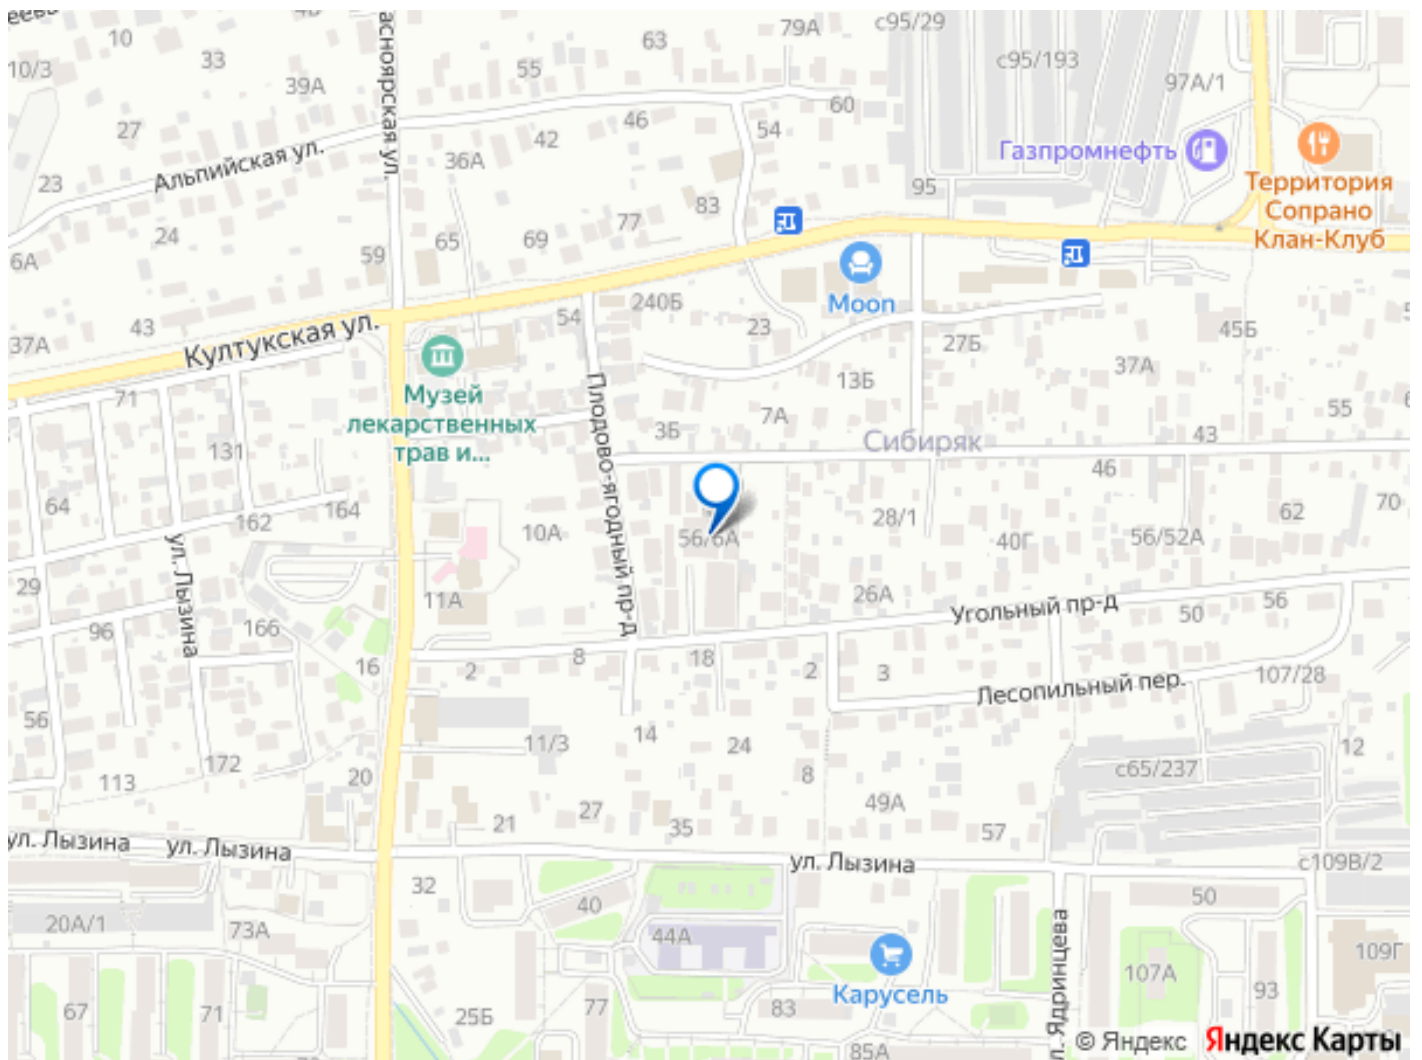 10
33
10/3
39А
27
23
55
63
79А
с95/29
с95/193
97А/1
60
46
42
54
36А
Альпийская ул.
асноярская ул.
Газпромнефть
95
Территория
Сопрано
Клан-Клуб
83
77
69
65
59
24
6А
43
37А
Култукская ул.
54
240Б
23
Moon
27Б
45Б
37А
13Б
7А
3Б
Сибиряк
43
55
46
71
Музей
лекарственных
трав и...
Плодово-ягодный пр-д
131
64
162
164
ул. Лызина
29
10А
56/6А
28/1
40Г
56/52А
62
70
11А
26А
Угольный пр-д
50
56
96
166
16
2
8
18
2
3
Лесопильный пер.
107/28
56
11/3
14
24
12
172
113
20
8
с65/237
49А
27
21
35
57
ул. Лызина
ул. Лызина
ул. Лызина
с109В/2
32
40
50
20А/1
73А
44А
Карусель
ул. Ядринцева
107А
93
109Г
67
71
25Б
77
83
85А
© Яндекс
Яндекс Карты